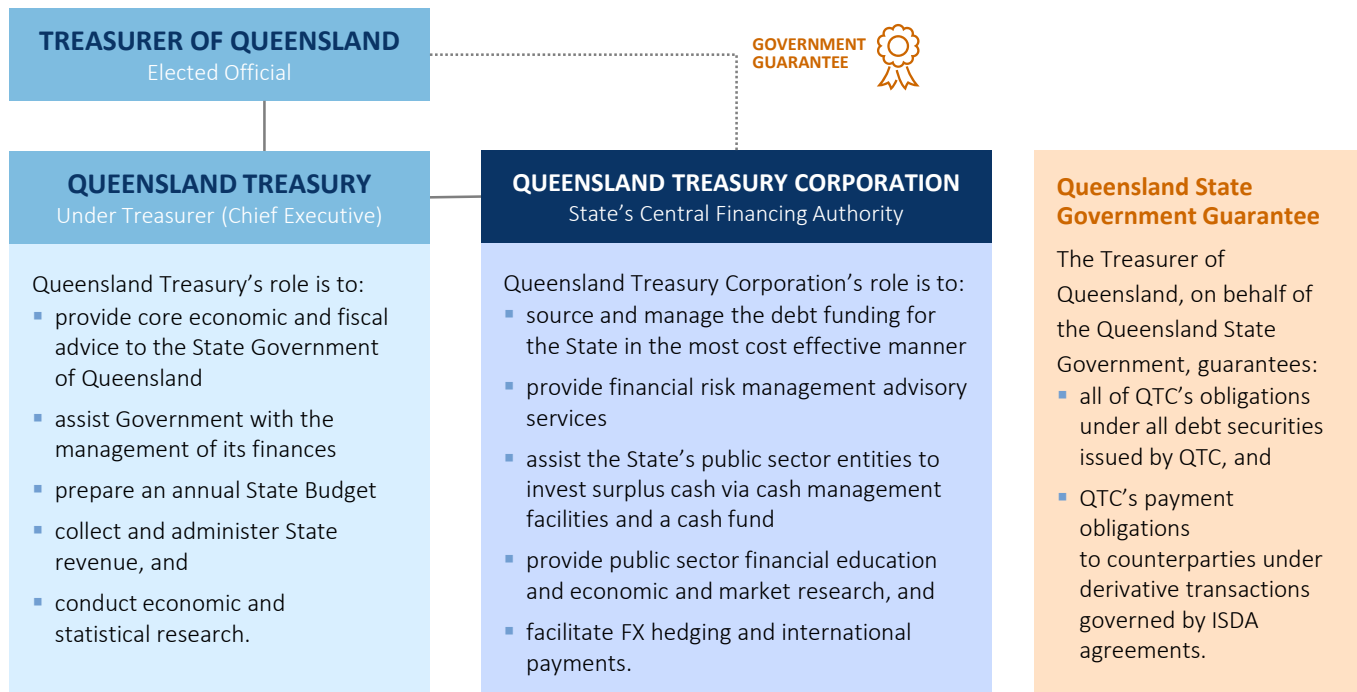 TREASURER OF QUEENSLAND
Elected Official
GOVERNMENT
GUARANTEE
QUEENSLAND TREASURY
Under Treasurer (Chief Executive)
Queensland Treasury’s role is to:
▪ provide core economic and fiscal
advice to the State Government
of Queensland
▪ assist Government with the
management of its finances
▪ prepare an annual State Budget
▪ collect and administer State
revenue, and
▪ conduct economic and
statistical research.
QUEENSLAND TREASURY CORPORATION
State’s Central Financing Authority
Queensland Treasury Corporation’s role is to:
▪ source and manage the debt funding for
the State in the most cost effective manner
▪ provide financial risk management advisory
services
▪ assist the State’s public sector entities to
invest surplus cash via cash management
facilities and a cash fund
▪ provide public sector financial education
and economic and market research, and
▪ facilitate FX hedging and international
payments.
Queensland State
Government Guarantee
The Treasurer of
Queensland, on behalf of
the Queensland State
Government, guarantees:
▪ all of QTC’s obligations
under all debt securities
issued by QTC, and
▪ QTC’s payment
obligations
to counterparties under
derivative transactions
governed by ISDA
agreements.